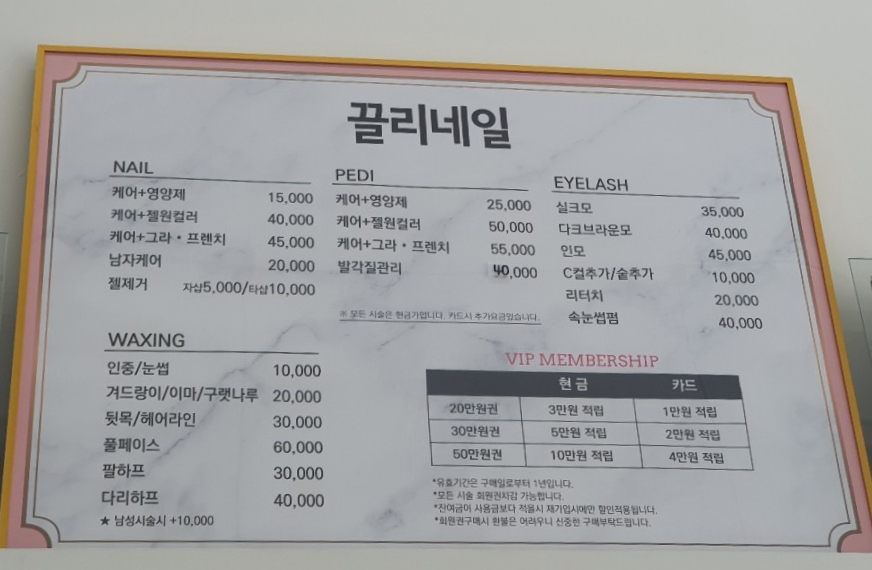 끌리네일
NAIL
케어+영양제 15,000
케어+젤원컬러 40,000
케어+그라・프렌치 45,000
남자케어 20,000
젤제거 자샵5,000/타샵10,000
PEDI
케어+영양제 25,000
케어+젤원컬러 50,000
케어+그라・프렌치 55,000
발각질관리 40,000
※ 모든 시술은 현금가입니다. 카드시 추가요금있습니다.
EYELASH
실크모 35,000
다크브라운모 40,000
인모 45,000
C컬추가/숱추가 10,000
리터치 20,000
속눈썹펌 40,000
WAXING
인중/눈썹 10,000
겨드랑이/이마/구랫나루 20,000
뒷목/헤어라인 30,000
풀페이스 60,000
팔하프 30,000
다리하프 40,000
★ 남성시술시 +10,000
VIP MEMBERSHIP
현금 카드
20만원권 3만원 적립 1만원 적립
30만원권 5만원 적립 2만원 적립
50만원권 10만원 적립 4만원 적립
*유효기간은 구매일로부터 1년입니다.
*모든 시술 회원권차감 가능합니다.
*잔여금이 사용금보다 적을시 재가입시에만 할인적용됩니다.
*회원권구매시 환불은 어려우니 신중한 구매부탁드립니다.